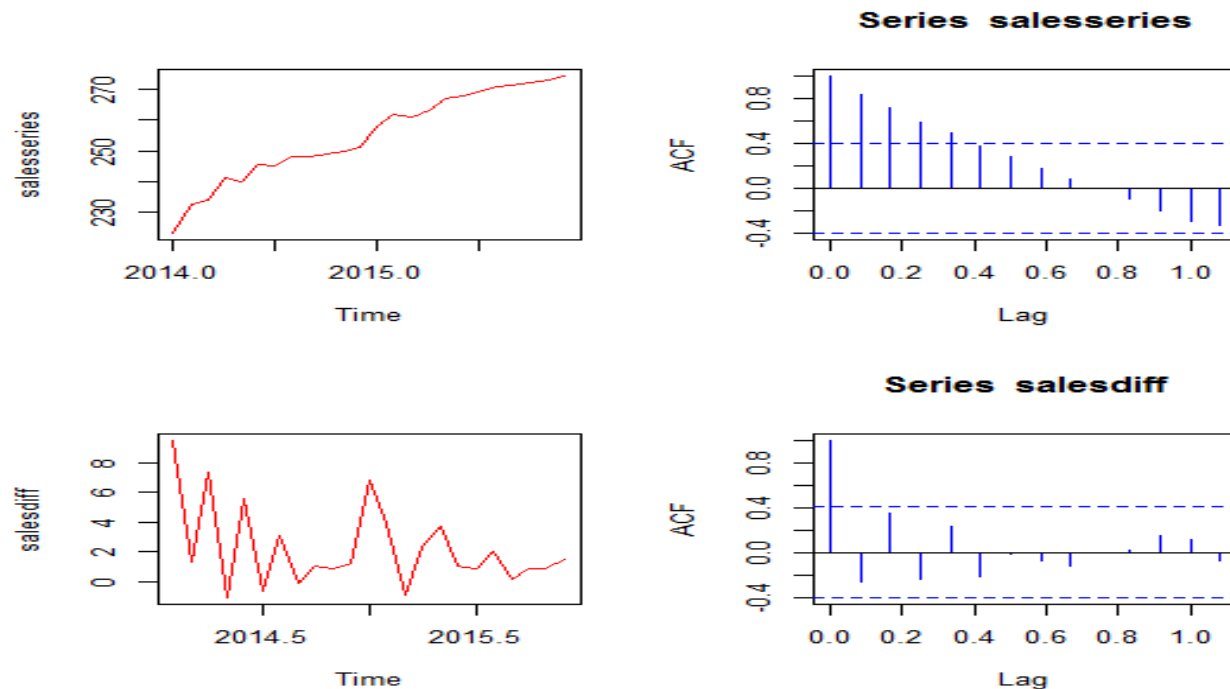 salesseries
270
250
230
2014.0 2015.0
Time
Series salesseries
ACF
0.8
0.4
0.0
-0.4
0.0 0.2 0.4 0.6 0.8 1.0
Lag
salesdiff
8
6
4
2
0
2014.5 2015.5
Time
Series salesdiff
ACF
0.8
0.4
0.0
-0.4
0.0 0.2 0.4 0.6 0.8 1.0
Lag